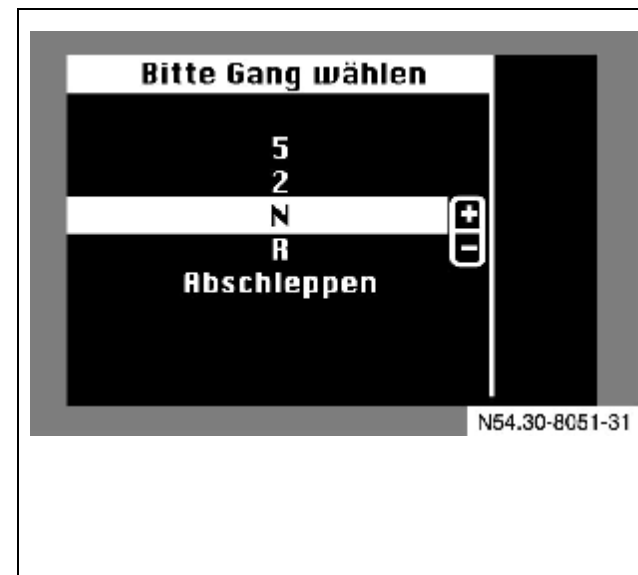 Bitte Gang wählen
5
2
N
+
R
-
Abschleppen
N54.30-8051-31